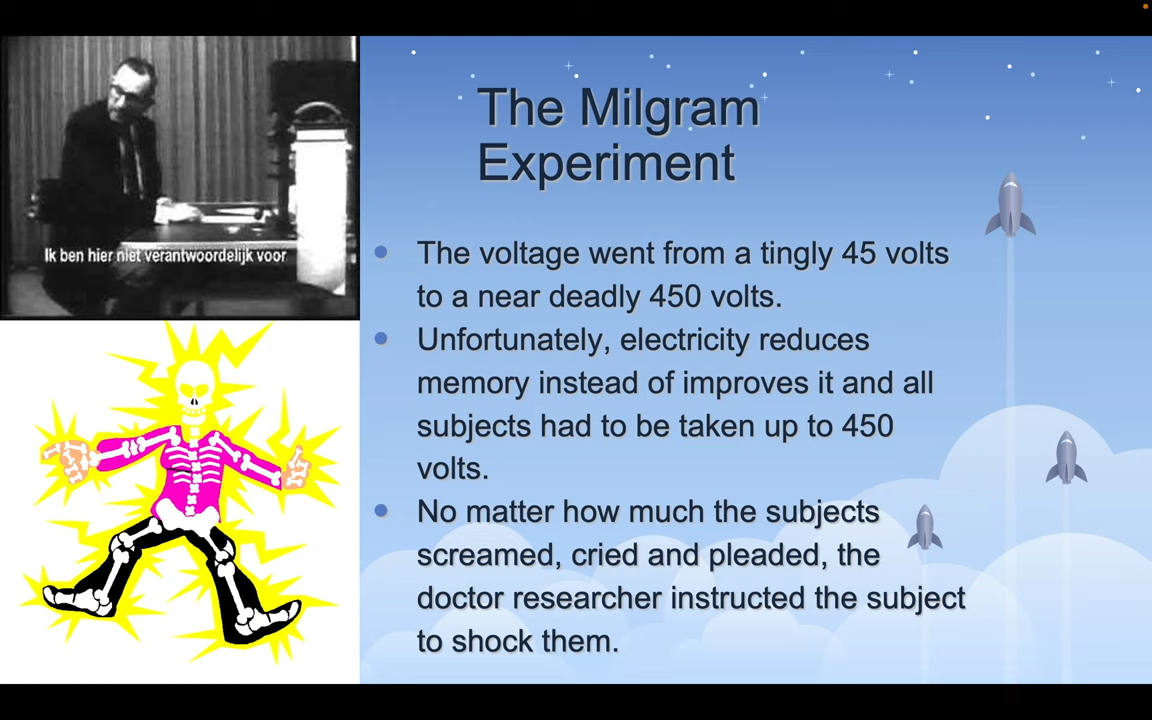 The Milgram
Experiment
Ik ben hier niet verantwoordelijk voor
The voltage went from a tingly 45 volts
to a near deadly 450 volts.
Unfortunately, electricity reduces
memory instead of improves it and all
subjects had to be taken up to 450
volts.
No matter how much the subjects
screamed, cried and pleaded, the
doctor researcher instructed the subject
to shock them.